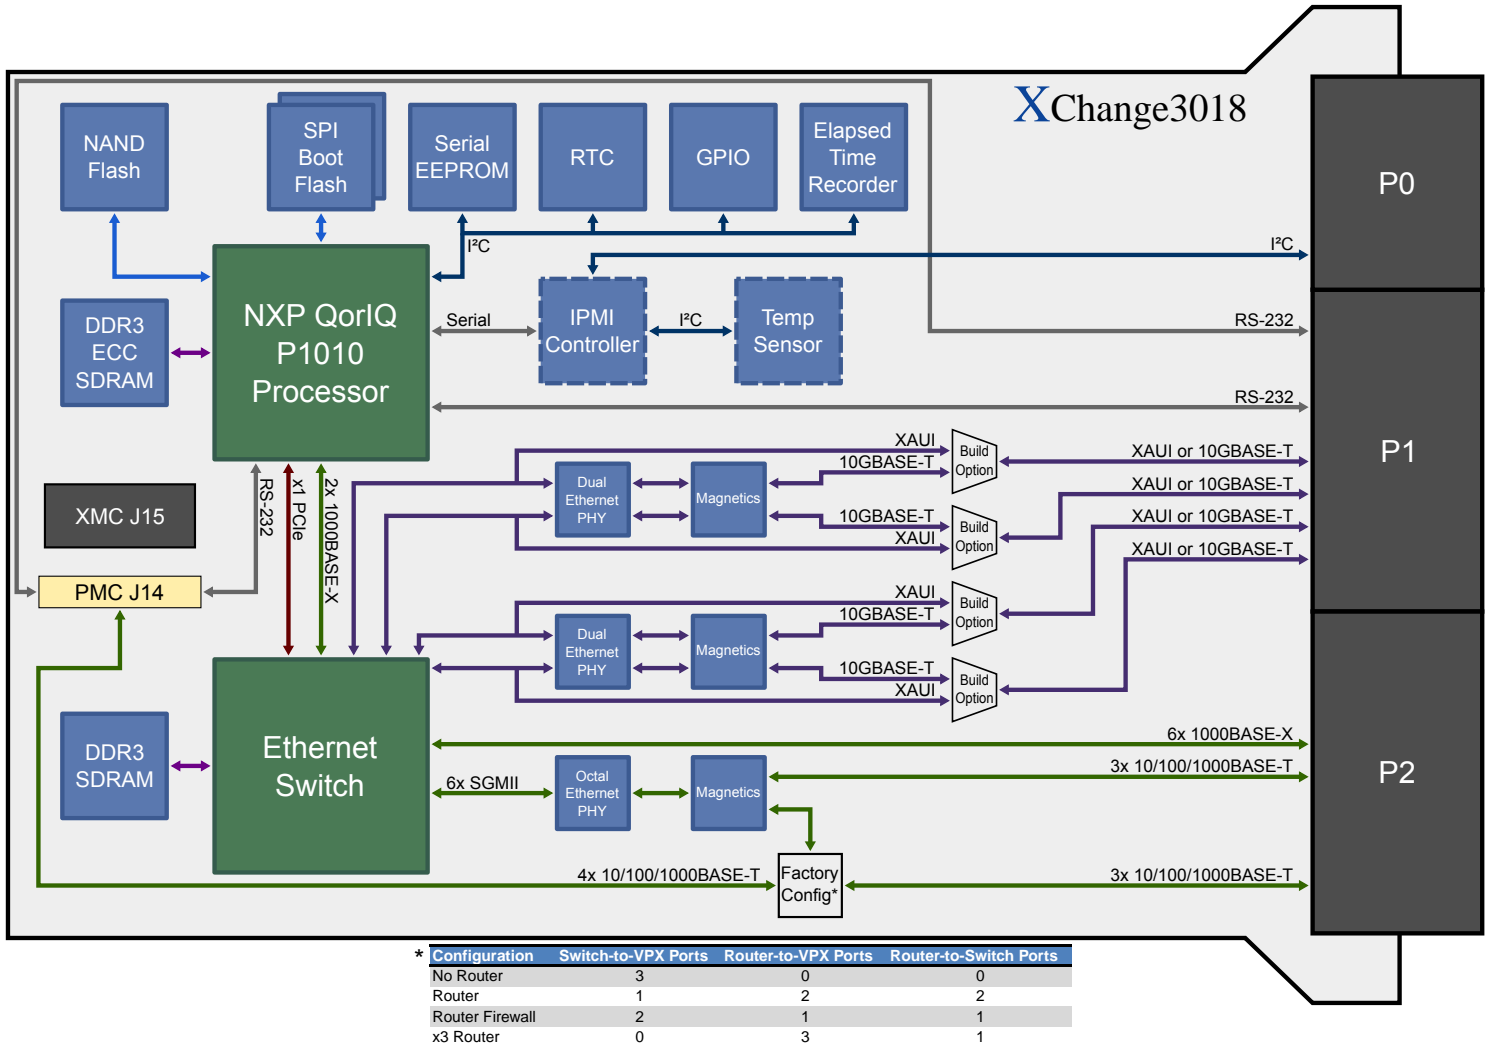 XChange3018
NAND
Flash
SPI
Boot
Flash
Serial
EEPROM
RTC
GPIO
Elapsed
Time
Recorder
P0
I²C
I²C
NXP QorIQ
P1010
Processor
DDR3
ECC
SDRAM
Serial
IPMI
Controller
I²C
Temp
Sensor
RS-232
RS-232
P1
XAUI
10GBASE-T
Build
Option
XAUI or 10GBASE-T
Dual
Ethernet
PHY
Magnetics
XAUI or 10GBASE-T
10GBASE-T
XAUI
Build
Option
XAUI or 10GBASE-T
XAUI or 10GBASE-T
RS-232
x1 PCIe
2x 1000BASE-X
XMC J15
PMC J14
XAUI
10GBASE-T
Build
Option
Dual
Ethernet
PHY
Magnetics
10GBASE-T
XAUI
Build
Option
Ethernet
Switch
DDR3
SDRAM
6x 1000BASE-X
P2
6x SGMII
Octal
Ethernet
PHY
Magnetics
3x 10/100/1000BASE-T
4x 10/100/1000BASE-T
Factory
Config*
3x 10/100/1000BASE-T
* Configuration Switch-to-VPX Ports Router-to-VPX Ports Router-to-Switch Ports
No Router 3 0 0
Router 1 2 2
Router Firewall 2 1 1
x3 Router 0 3 1